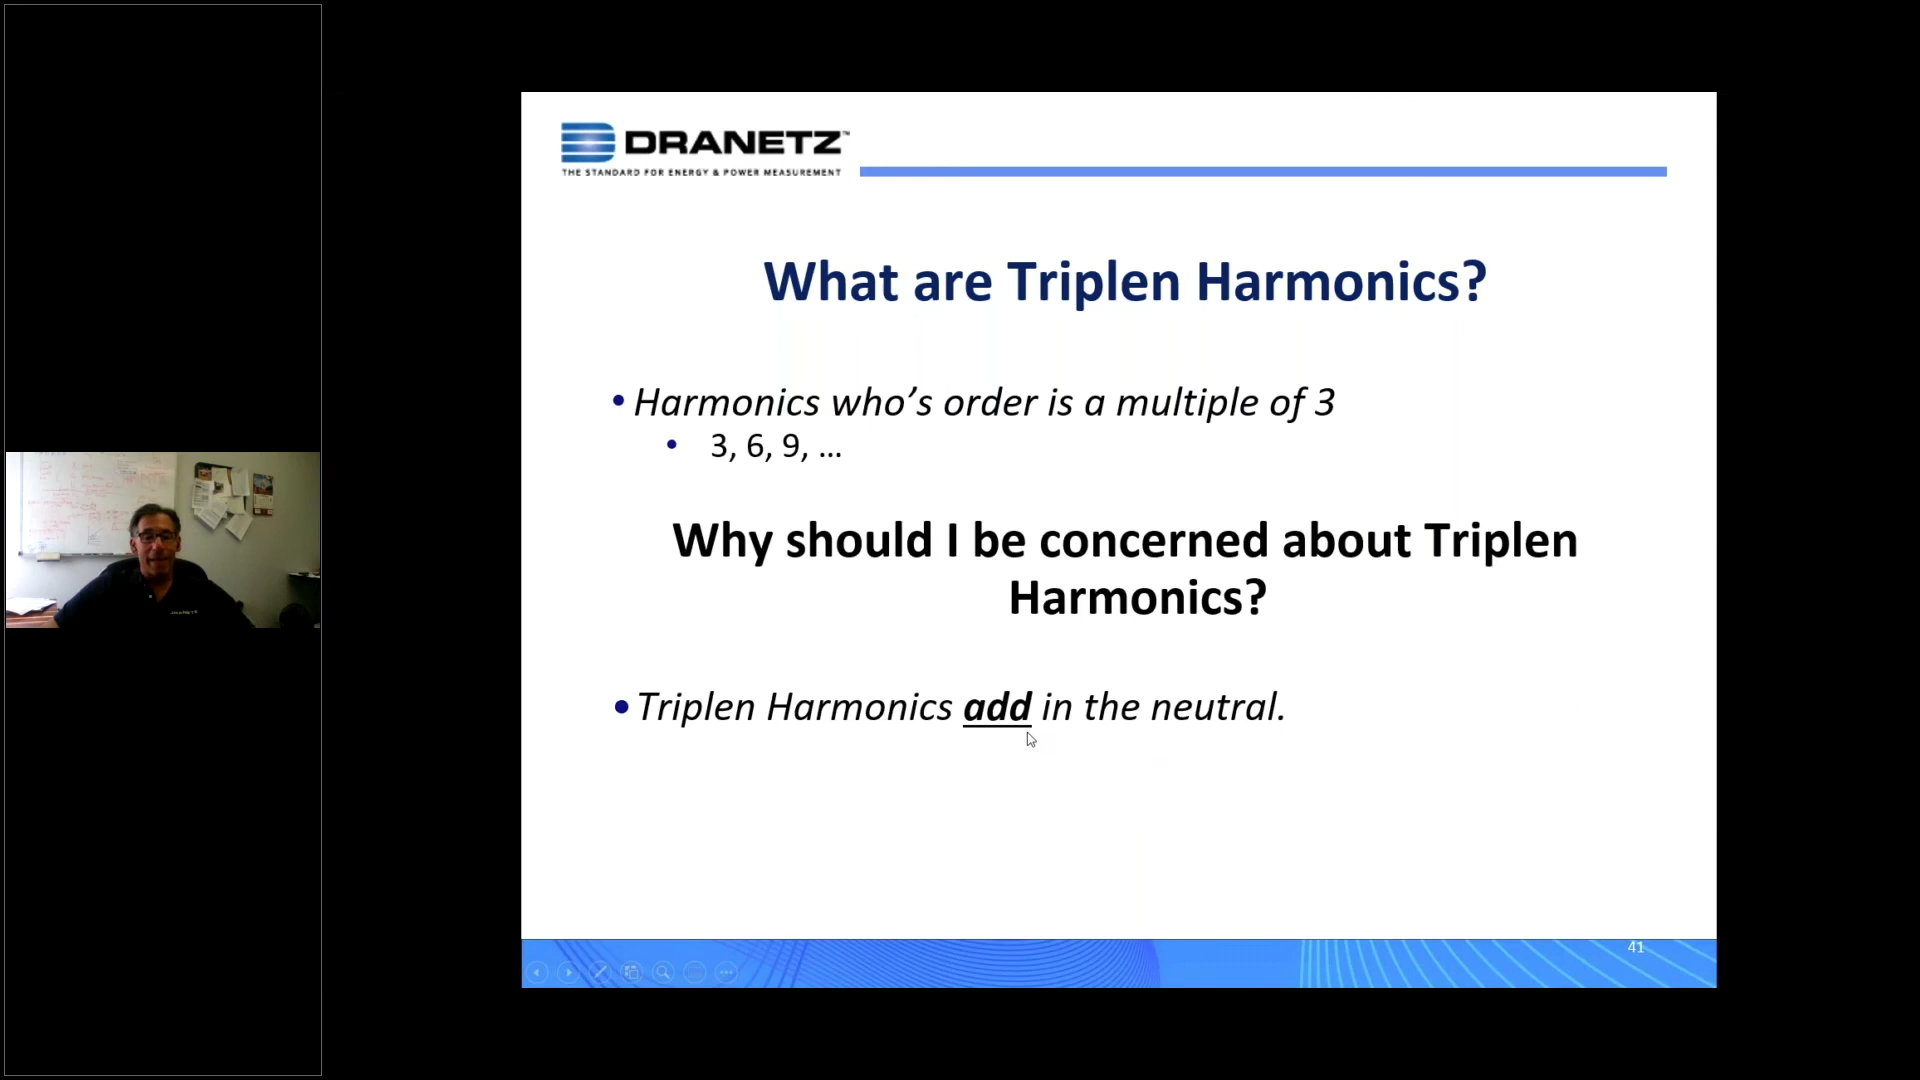 DRANETZ™
THE STANDARD FOR ENERGY & POWER MEASUREMENT
What are Triplen Harmonics?
• Harmonics who’s order is a multiple of 3
• 3, 6, 9, ...
Why should I be concerned about Triplen
Harmonics?
• Triplen Harmonics add in the neutral.
41
DRANETZ